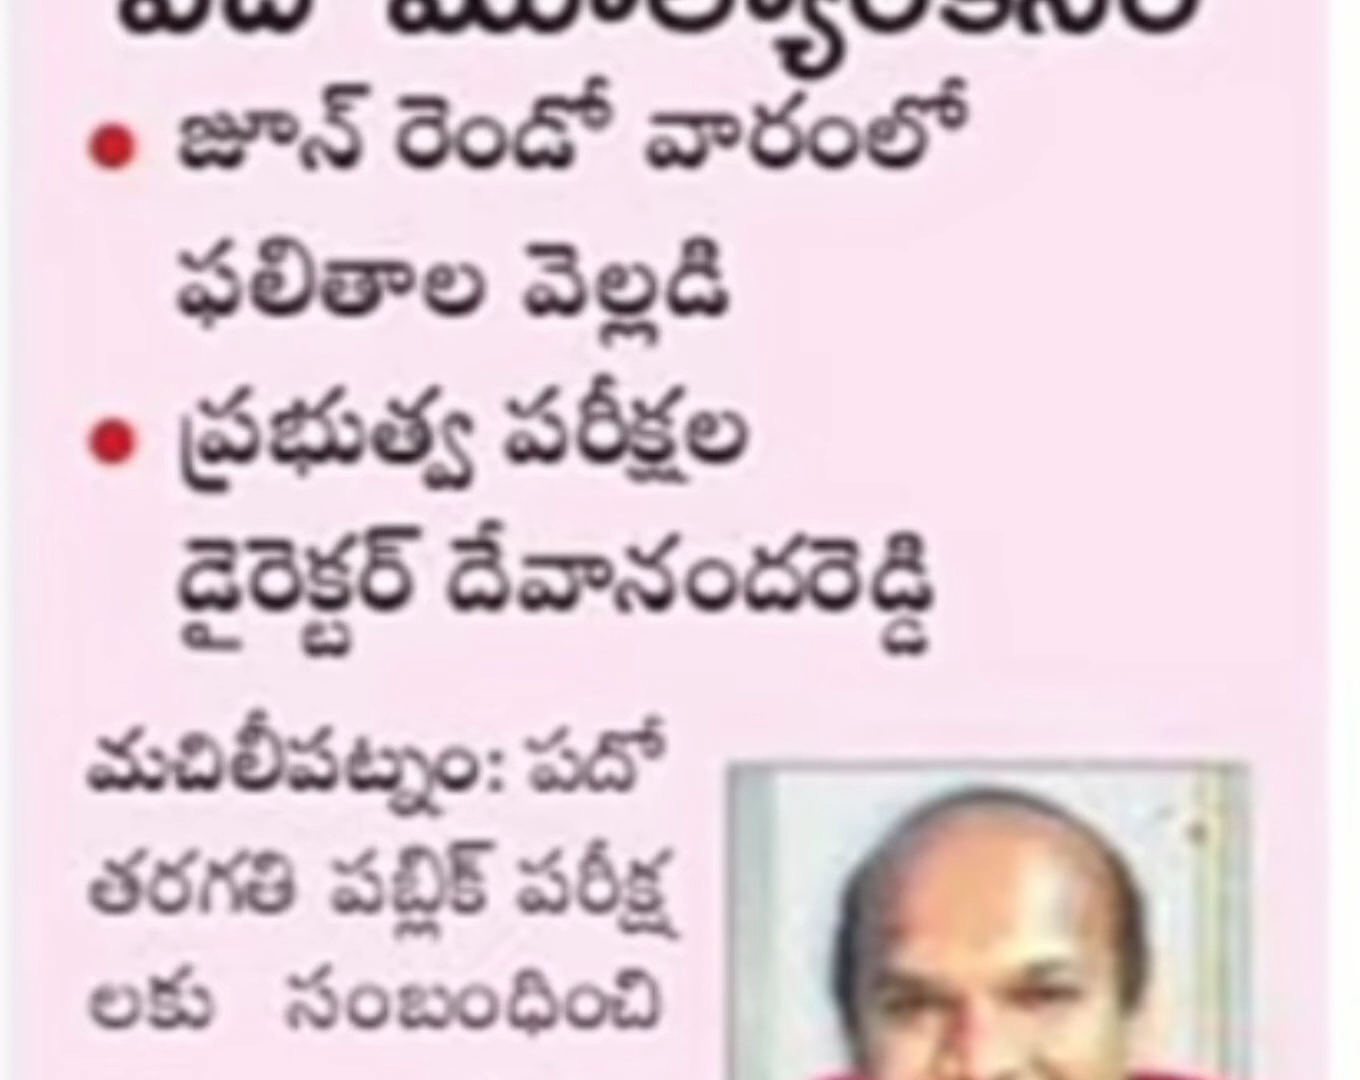 జూన్ రెండో వారంలో
ఫలితాల వెల్లడి
ప్రభుత్వ పరీక్షల
డైరెక్టర్ దేవానందరెడ్డి
మచిలీపట్నం: పదో
తరగతి పబ్లిక్ పరీక్ష
లకు సంబంధించి